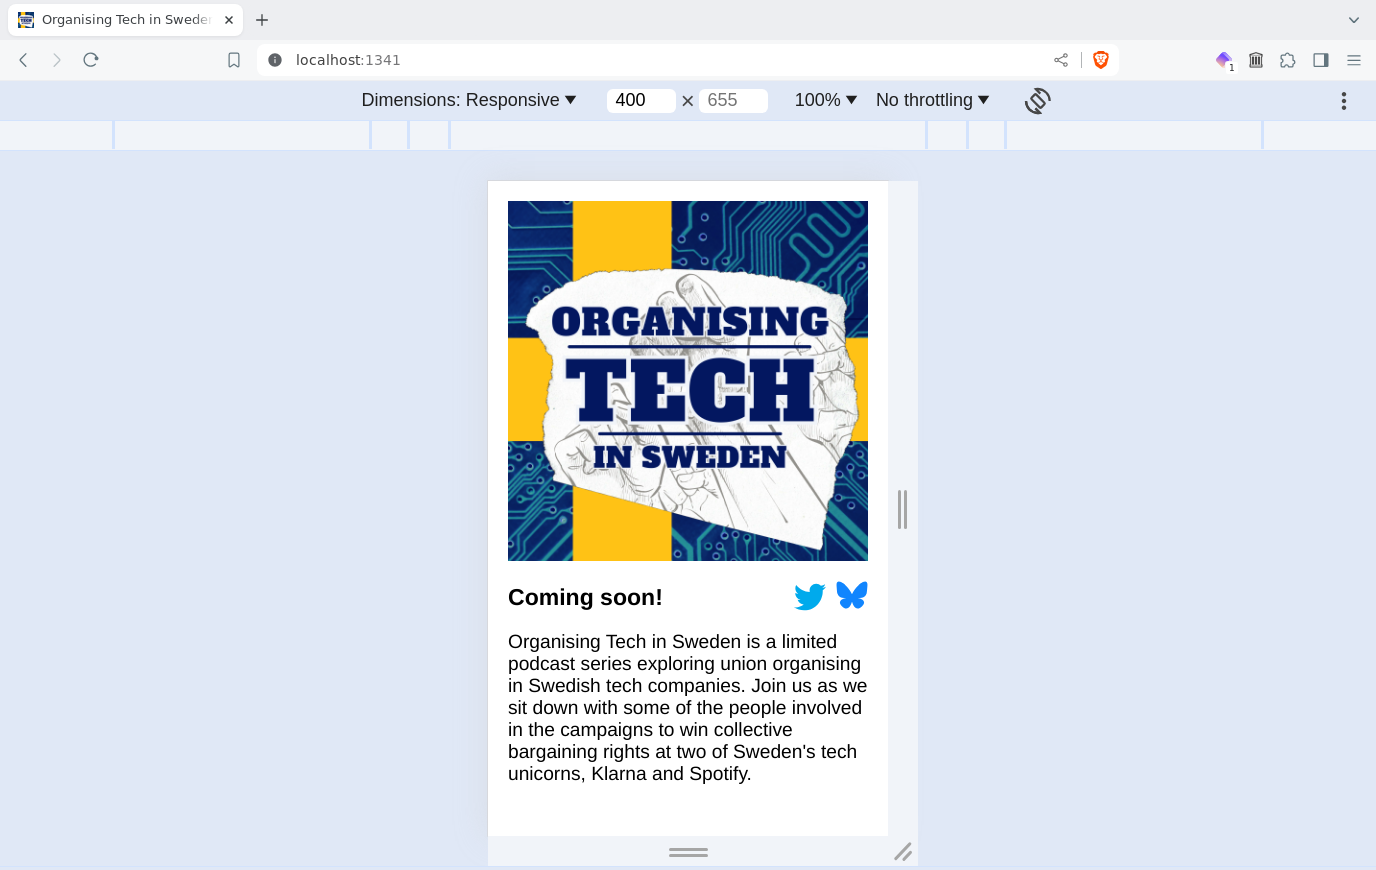 Organising Tech in Sweden
localhost:1341
1
Dimensions: Responsive 400 × 655 100% No throttling
ORGANISING
TECH
IN SWEDEN
Coming soon!
Organising Tech in Sweden is a limited
podcast series exploring union organising
in Swedish tech companies. Join us as we
sit down with some of the people involved
in the campaigns to win collective
bargaining rights at two of Sweden's tech
unicorns, Klarna and Spotify.